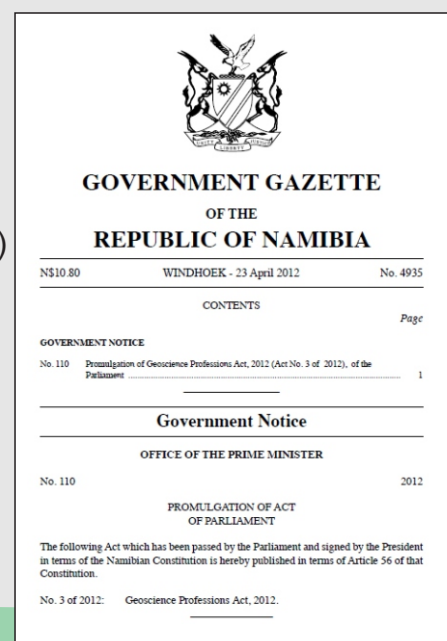 )
UNITY LIBERTY JUSTICE
GOVERNMENT GAZETTE
OF THE
REPUBLIC OF NAMIBIA
N$10.80 WINDHOEK - 23 April 2012 No. 4935
CONTENTS
Page
GOVERNMENT NOTICE
No. 110 Promulgation of Geoscience Professions Act, 2012 (Act No. 3 of 2012), of the
Parliament ........................................................................ 1
Government Notice
OFFICE OF THE PRIME MINISTER
No. 110 2012
PROMULGATION OF ACT
OF PARLIAMENT
The following Act which has been passed by the Parliament and signed by the President
in terms of the Namibian Constitution is hereby published in terms of Article 56 of that
Constitution.
No. 3 of 2012: Geoscience Professions Act, 2012.